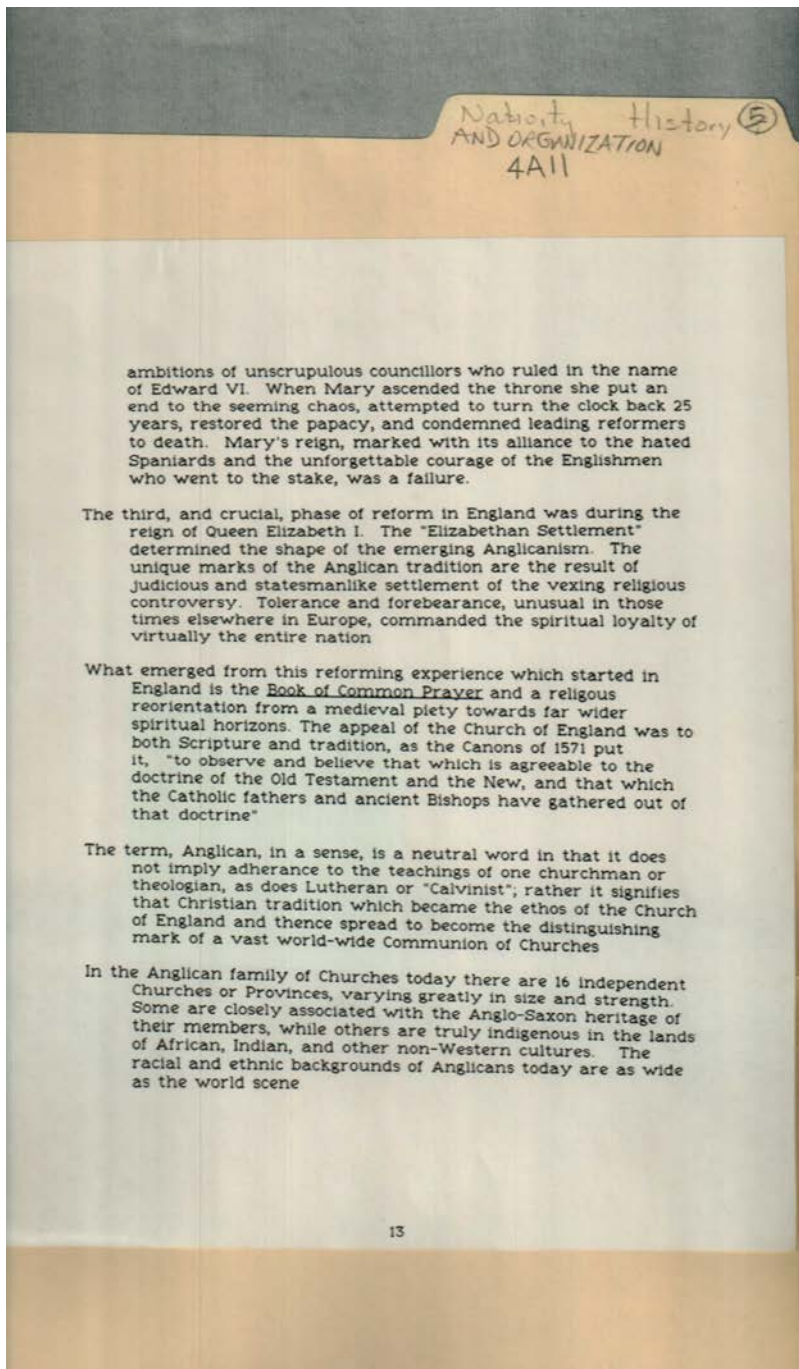 Nativity History 5
AND ORGANIZATION
4A11
ambitions of unscrupulous councillors who ruled in the name
of Edward VI. When Mary ascended the throne she put an
end to the seeming chaos, attempted to turn the clock back 25
years, restored the papacy, and condemned leading reformers
to death. Mary's reign, marked with its alliance to the hated
Spaniards and the unforgettable courage of the Englishmen
who went to the stake, was a failure.
The third, and crucial, phase of reform in England was during the
reign of Queen Elizabeth I. The "Elizabethan Settlement"
determined the shape of the emerging Anglicanism. The
unique marks of the Anglican tradition are the result of
judicious and statesmanlike settlement of the vexing religious
controversy. Tolerance and forebearance, unusual in those
times elsewhere in Europe, commanded the spiritual loyalty of
virtually the entire nation
What emerged from this reforming experience which started in
England is the Book of Common Prayer and a religous
reorientation from a medieval piety towards far wider
spiritual horizons. The appeal of the Church of England was to
both Scripture and tradition, as the Canons of 1571 put
it, "to observe and believe that which is agreeable to the
doctrine of the Old Testament and the New, and that which
the Catholic fathers and ancient Bishops have gathered out of
that doctrine"
The term, Anglican, in a sense, is a neutral word in that it does
not imply adherance to the teachings of one churchman or
theologian, as does Lutheran or "Calvinist"; rather it signifies
that Christian tradition which became the ethos of the Church
of England and thence spread to become the distinguishing
mark of a vast world-wide Communion of Churches
In the Anglican family of Churches today there are 16 independent
Churches or Provinces, varying greatly in size and strength.
Some are closely associated with the Anglo-Saxon heritage of
their members, while others are truly indigenous in the lands
of African, Indian, and other non-Western cultures. The
racial and ethnic backgrounds of Anglicans today are as wide
as the world scene
13